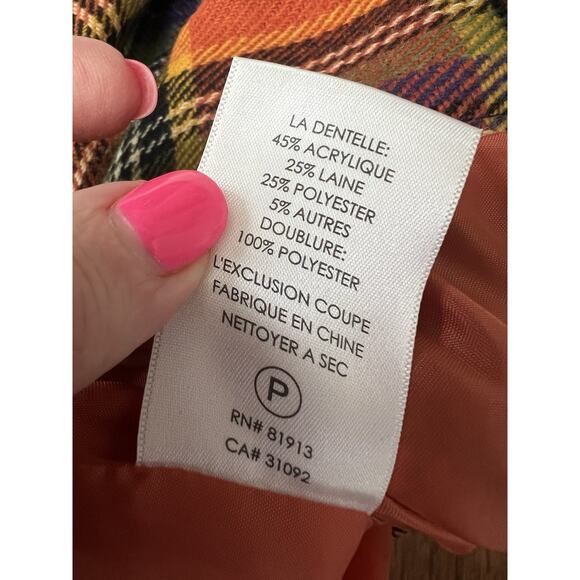 LA DENTELLE:
45% ACRYLIQUE
25% LAINE
25% POLYESTER
5% AUTRES
DOUBLURE:
100% POLYESTER
L'EXCLUSION COUPE
FABRIQUE EN CHINE
NETTOYER A SEC
P
RN# 81913
CA# 31092